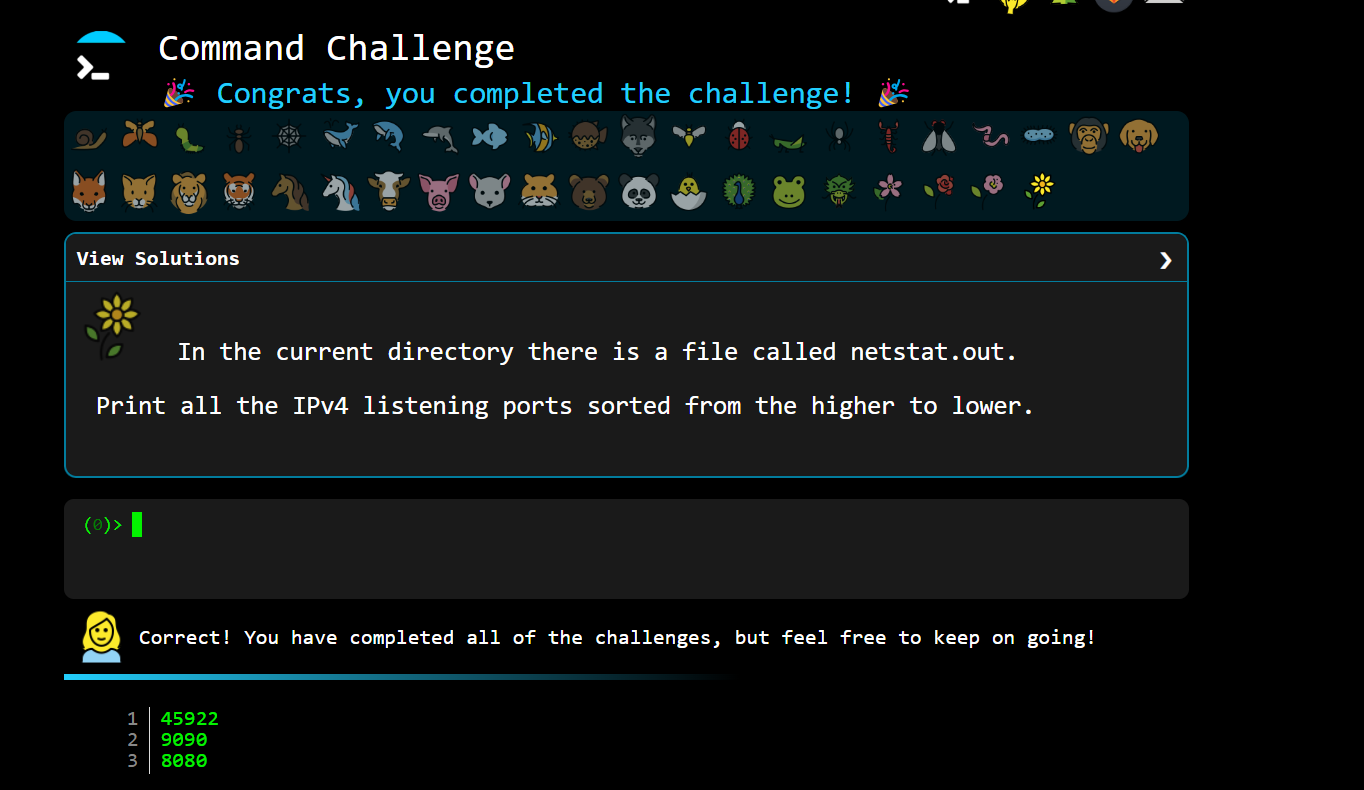 Command Challenge
🎉 Congrats, you completed the challenge! 🎉
View Solutions ❯
In the current directory there is a file called netstat.out.
Print all the IPv4 listening ports sorted from the higher to lower.
(0)>
Correct! You have completed all of the challenges, but feel free to keep on going!
1 45922
2 9090
3 8080